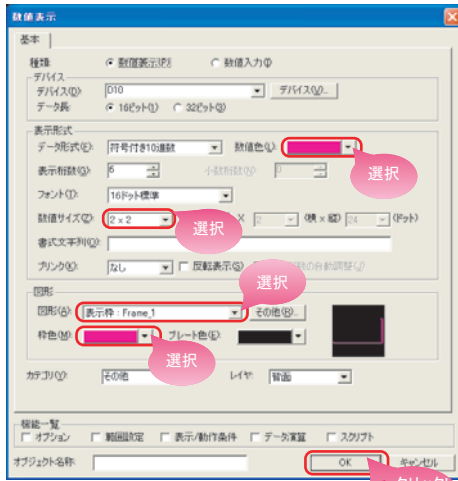 数値表示
基本
種類: 数値表示(P) 数値入力(I)
デバイス
デバイス(D): D10 デバイス(V)...
データ長: 16ビット(1) 32ビット(3)
表示形式
データ形式(E): 符号付き10進数 数値色(L):
選択
表示桁数(G): 6 小数桁数(N): 0
フォント(T): 16ドット標準
数値サイズ(Z): 2 x 2 X 2 (横 x 縦) 24 (ドット)
選択
書式文字列(Q):
ブリンク(K): なし 反転表示(S) の自動調整(J)
選択
図形
図形(A): 表示枠 : Frame_1 その他(R)...
枠色(M): プレート色(E):
選択
カテゴリ(Y): その他 レイヤ: 背面
機能一覧
オプション 範囲設定 表示/動作条件 データ演算 スクリプト
オブジェクト名称: OK キャンセル